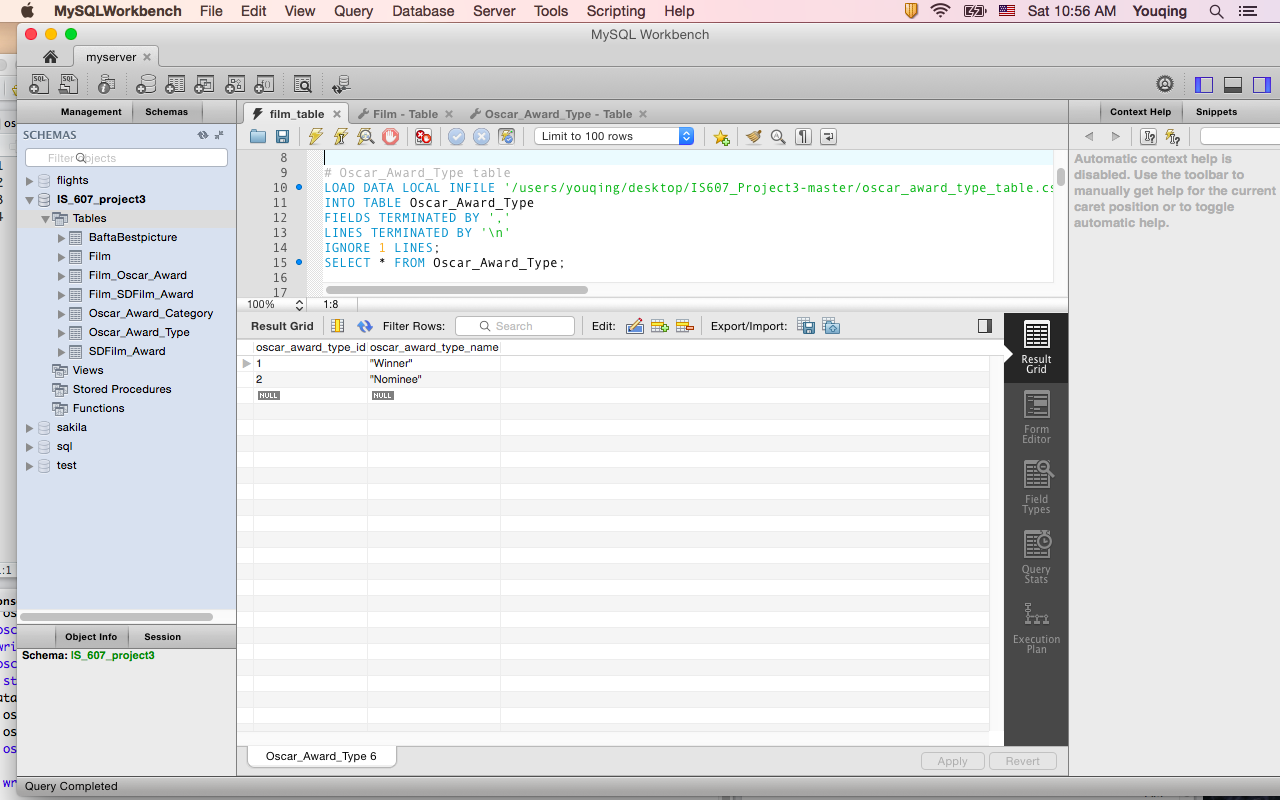 MySQLWorkbench File Edit View Query Database Server Tools Scripting Help Sat 10:56 AM Youqing
MySQL Workbench
myserver
Management Schemas
film_table Film - Table Oscar_Award_Type - Table
Context Help Snippets
SCHEMAS
Limit to 100 rows
Filter objects
flights
IS_607_project3
Tables
BaftaBestpicture
Film
Film_Oscar_Award
Film_SDFilm_Award
Oscar_Award_Category
Oscar_Award_Type
SDFilm_Award
Views
Stored Procedures
Functions
sakila
sql
test
8
9 # Oscar_Award_Type table
10 LOAD DATA LOCAL INFILE '/users/youqing/desktop/IS607_Project3-master/oscar_award_type_table.cs
11 INTO TABLE Oscar_Award_Type
12 FIELDS TERMINATED BY ','
13 LINES TERMINATED BY '\n'
14 IGNORE 1 LINES;
15 SELECT * FROM Oscar_Award_Type;
16
17
100% 1:8
Automatic context help is
disabled. Use the toolbar to
manually get help for the current
caret position or to toggle
automatic help.
Result Grid Filter Rows: Search Edit: Export/Import:
oscar_award_type_id oscar_award_type_name
1 "Winner"
2 "Nominee"
NULL NULL
Result
Grid
Form
Editor
Field
Types
Query
Stats
Execution
Plan
Object Info Session
Schema: IS_607_project3
Oscar_Award_Type 6
Apply Revert
Query Completed